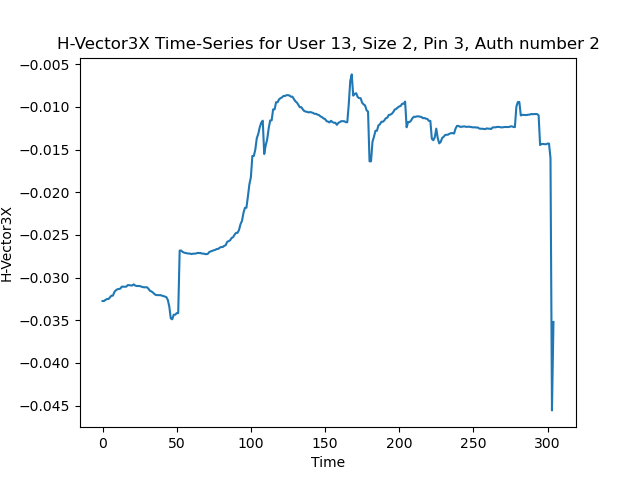 H-Vector3X Time-Series for User 13, Size 2, Pin 3, Auth number 2
−0.005
−0.010
−0.015
−0.020
−0.025
−0.030
−0.035
−0.040
−0.045
H-Vector3X
0 50 100 150 200 250 300
Time